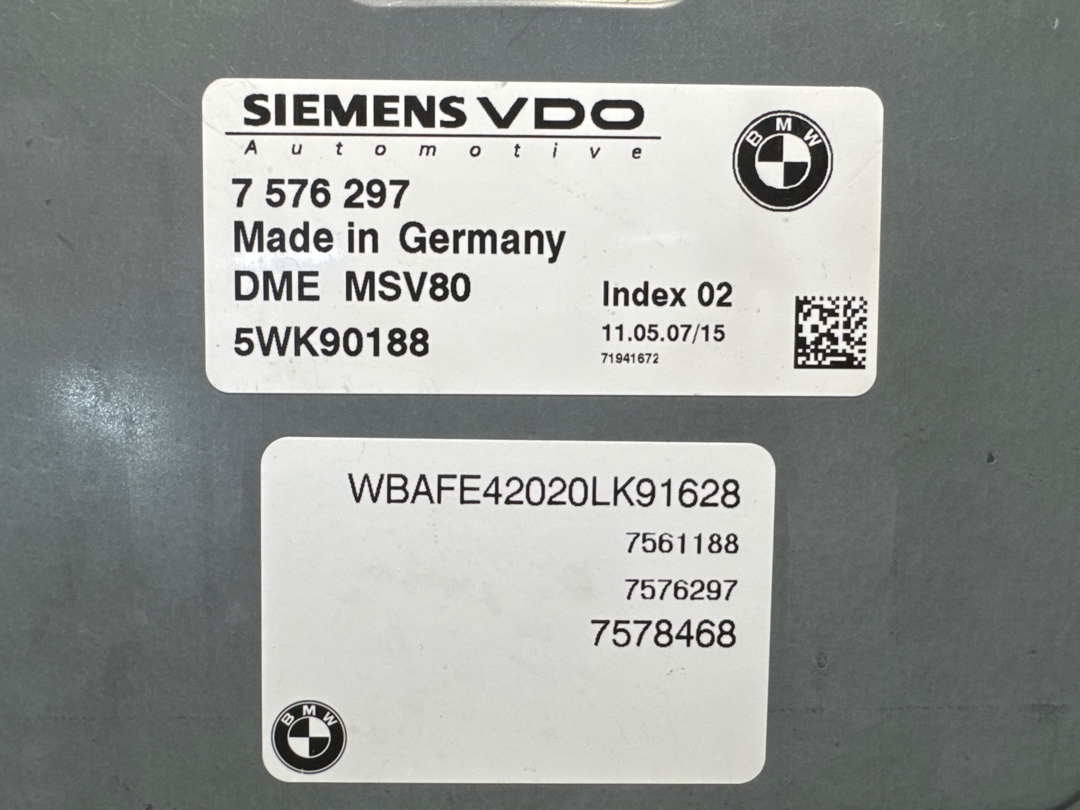 SIEMENS VDO
Automotive
BMW
7 576 297
Made in Germany
DME MSV80
Index 02
5WK90188
11.05.07/15
71941672
WBAFE42020LK91628
7561188
7576297
7578468
BMW